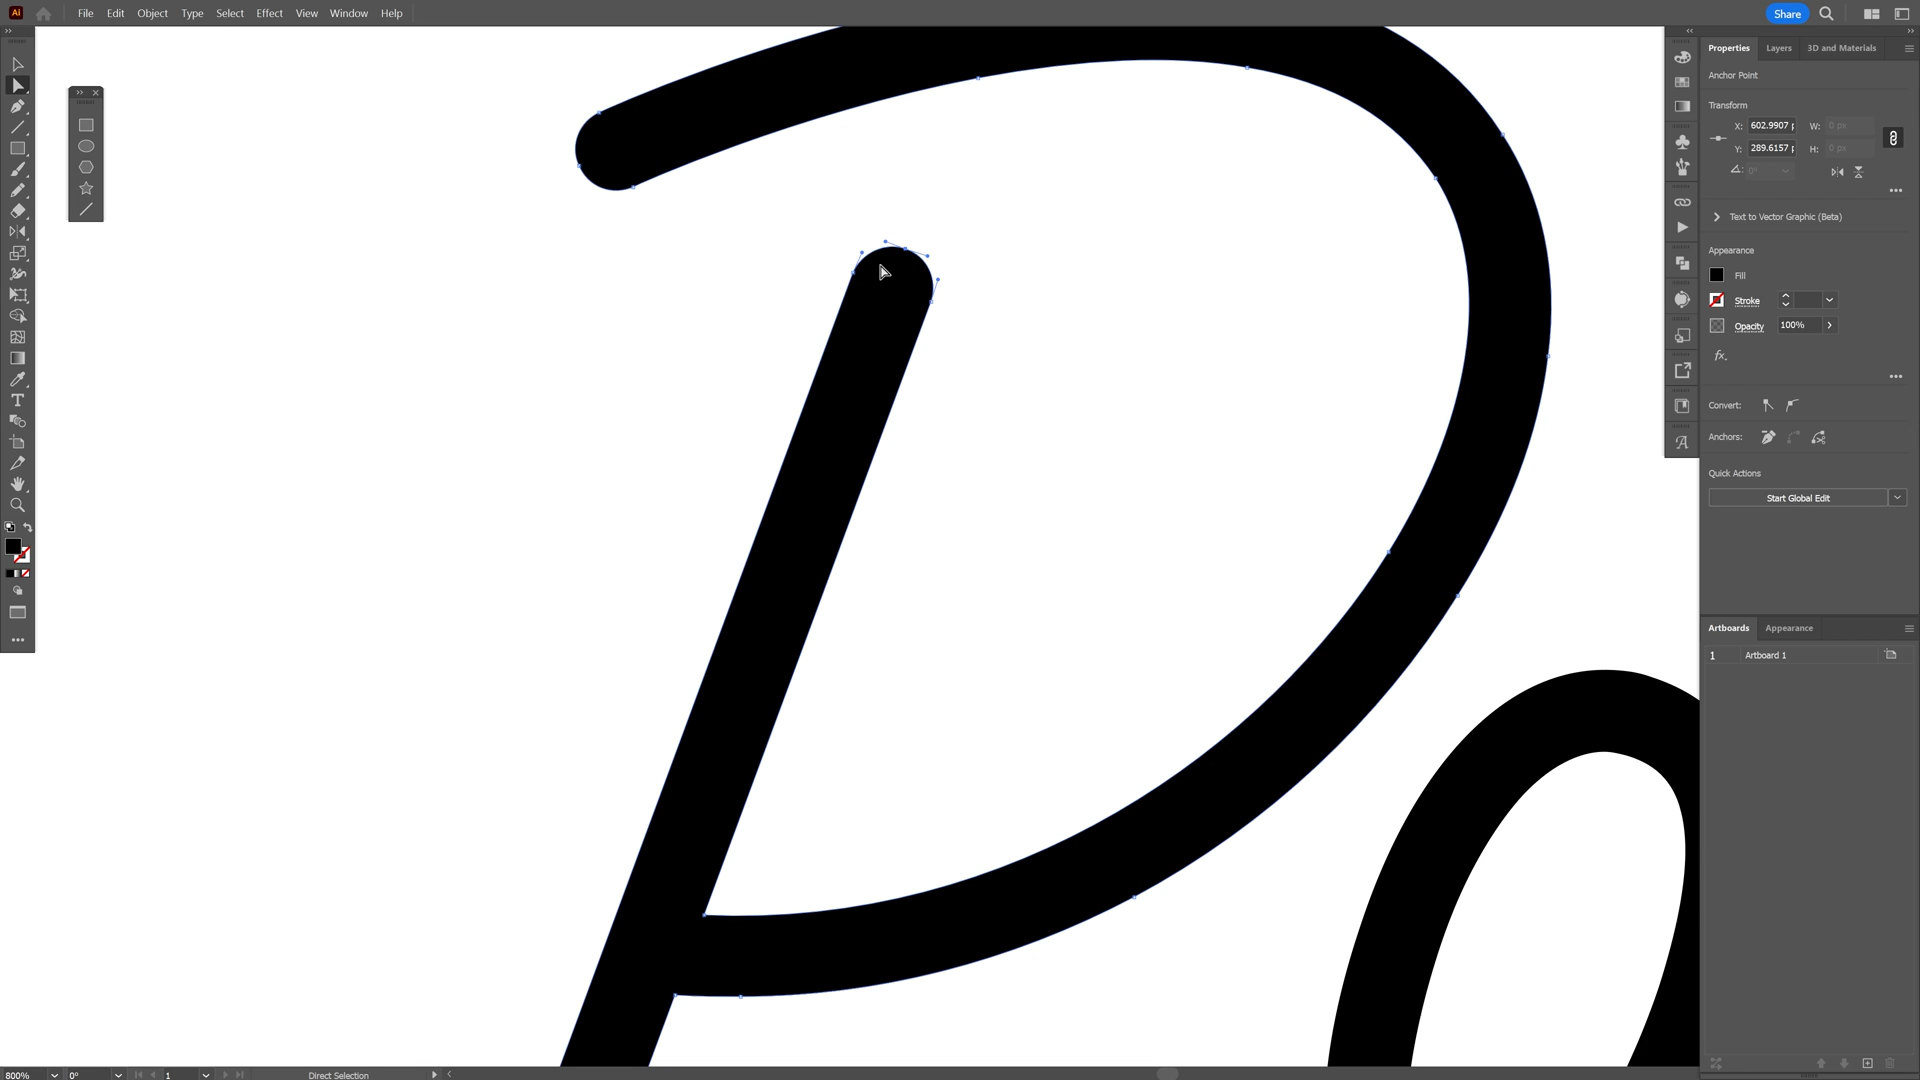 Ai File Edit Object Type Select Effect View Window Help Share
Properties Layers 3D and Materials
Anchor Point
Transform
X: 602.9907 W: 0 px
Y: 289.6157 H: 0 px
0°
Text to Vector Graphic (Beta)
Appearance
Fill
Stroke
Opacity 100%
fx.
Convert:
Anchors:
Quick Actions
Start Global Edit
Artboards Appearance
1 Artboard 1
800% 0° 1 Direct Selection